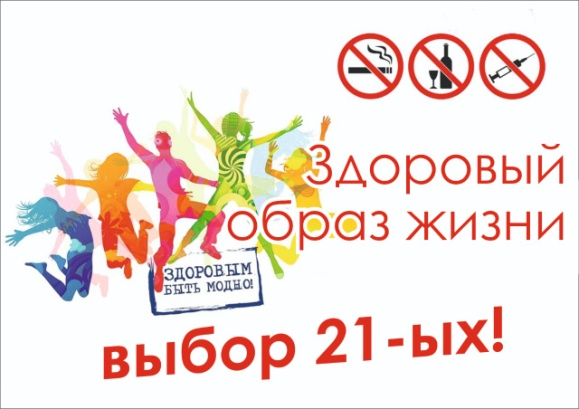 Здоровый
образ жизни
ЗДОРОВЫМ
БЫТЬ МОДНО!
выбор 21-ых!